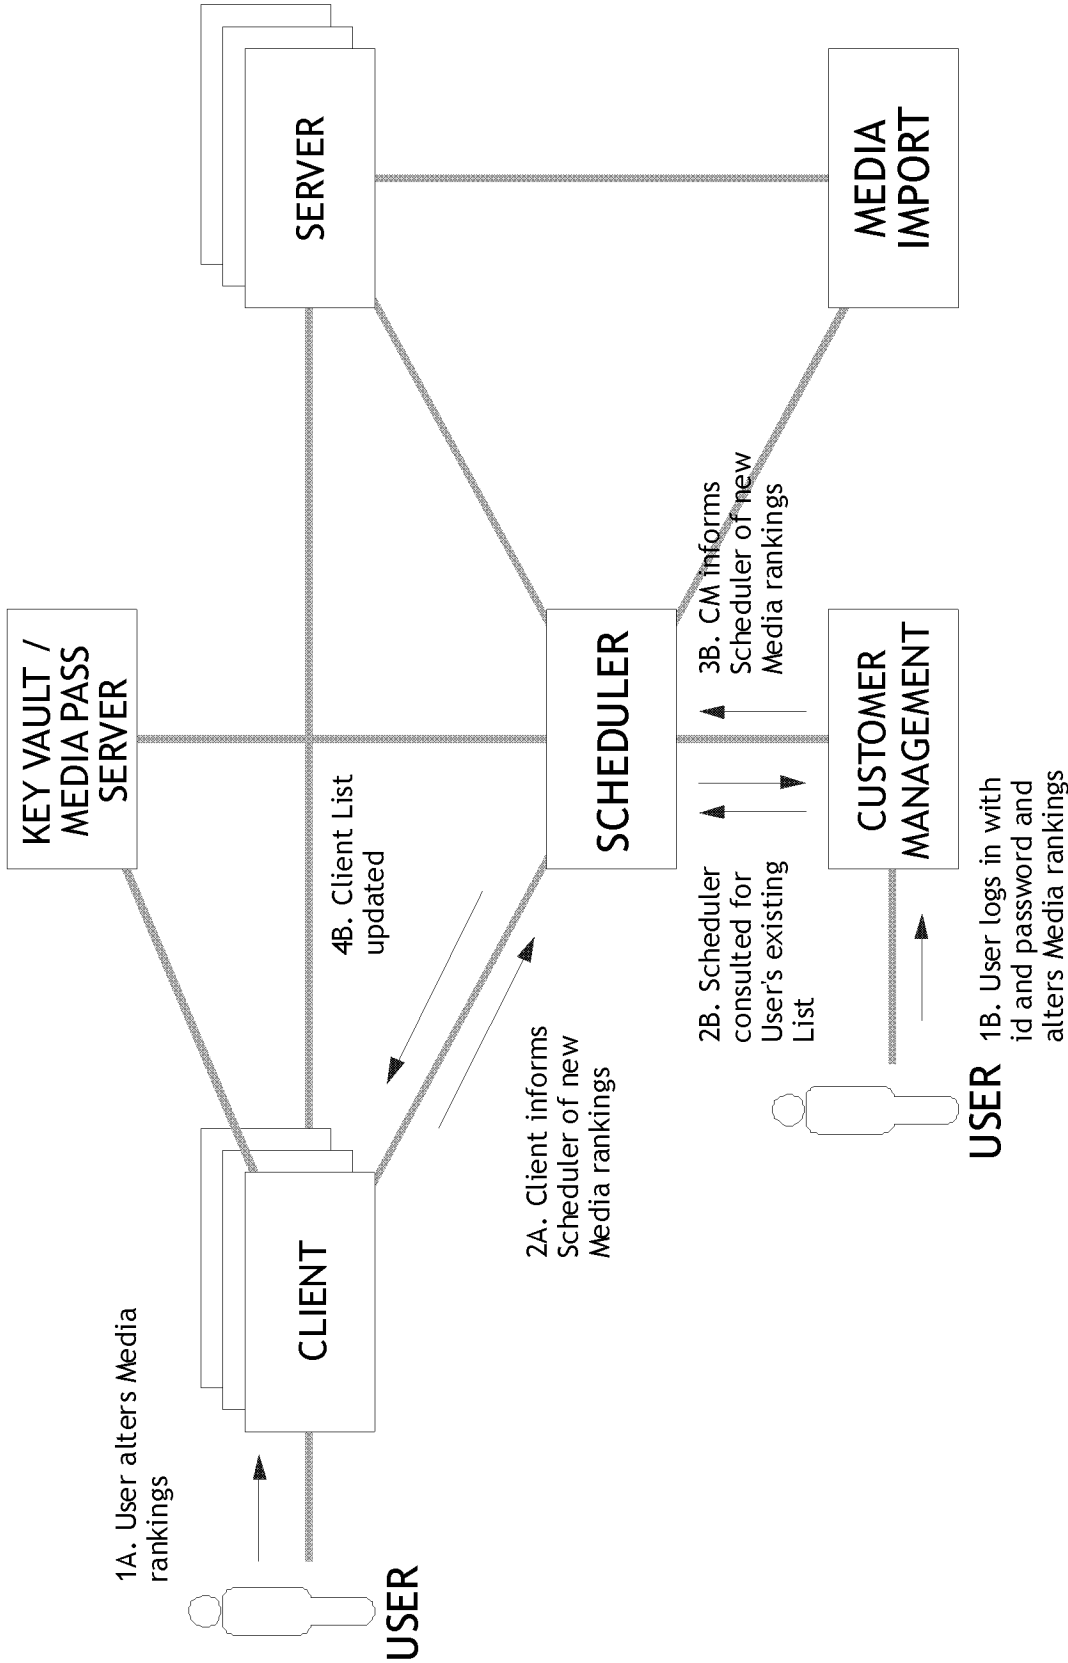 KEY VAULT /
MEDIA PASS
SERVER
1A. User alters Media
rankings
USER
CLIENT
4B. Client List
updated
SERVER
2A. Client informs
Scheduler of new
Media rankings
SCHEDULER
2B. Scheduler
consulted for
User's existing
List
3B. CM informs
Scheduler of new
Media rankings
USER
1B. User logs in with
id and password and
alters Media rankings
CUSTOMER
MANAGEMENT
MEDIA
IMPORT